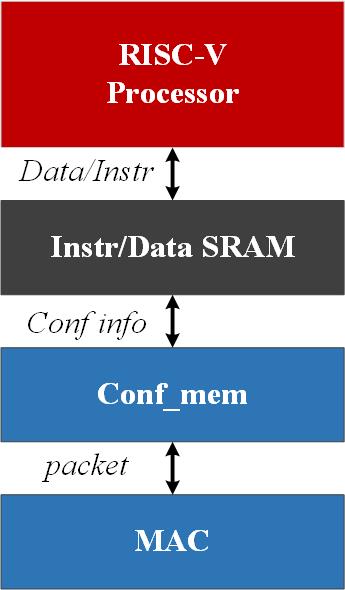 RISC-V
Processor
Data/Instr
Instr/Data SRAM
Conf info
Conf_mem
packet
MAC